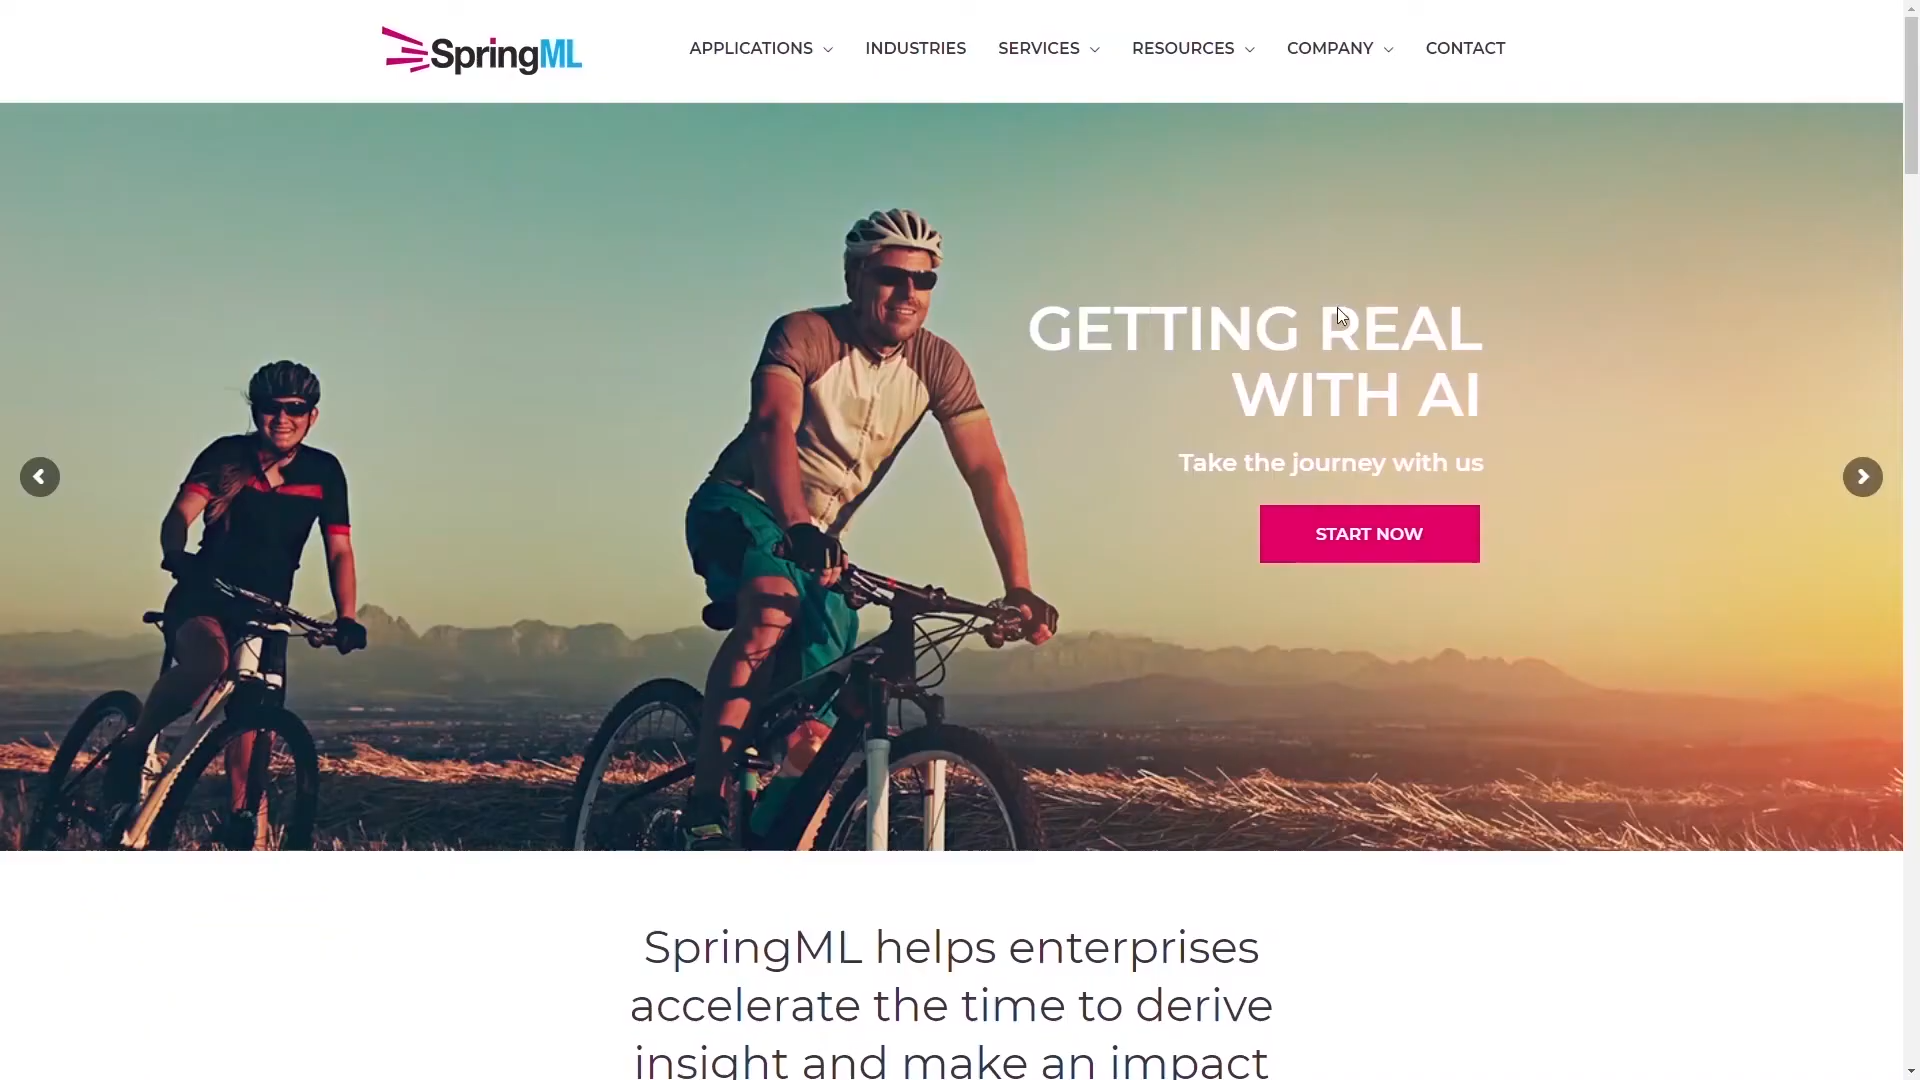 SpringML
APPLICATIONS INDUSTRIES SERVICES RESOURCES COMPANY CONTACT
GETTING REAL
WITH AI
Take the journey with us
START NOW
SpringML helps enterprises
accelerate the time to derive
insight and make an impact